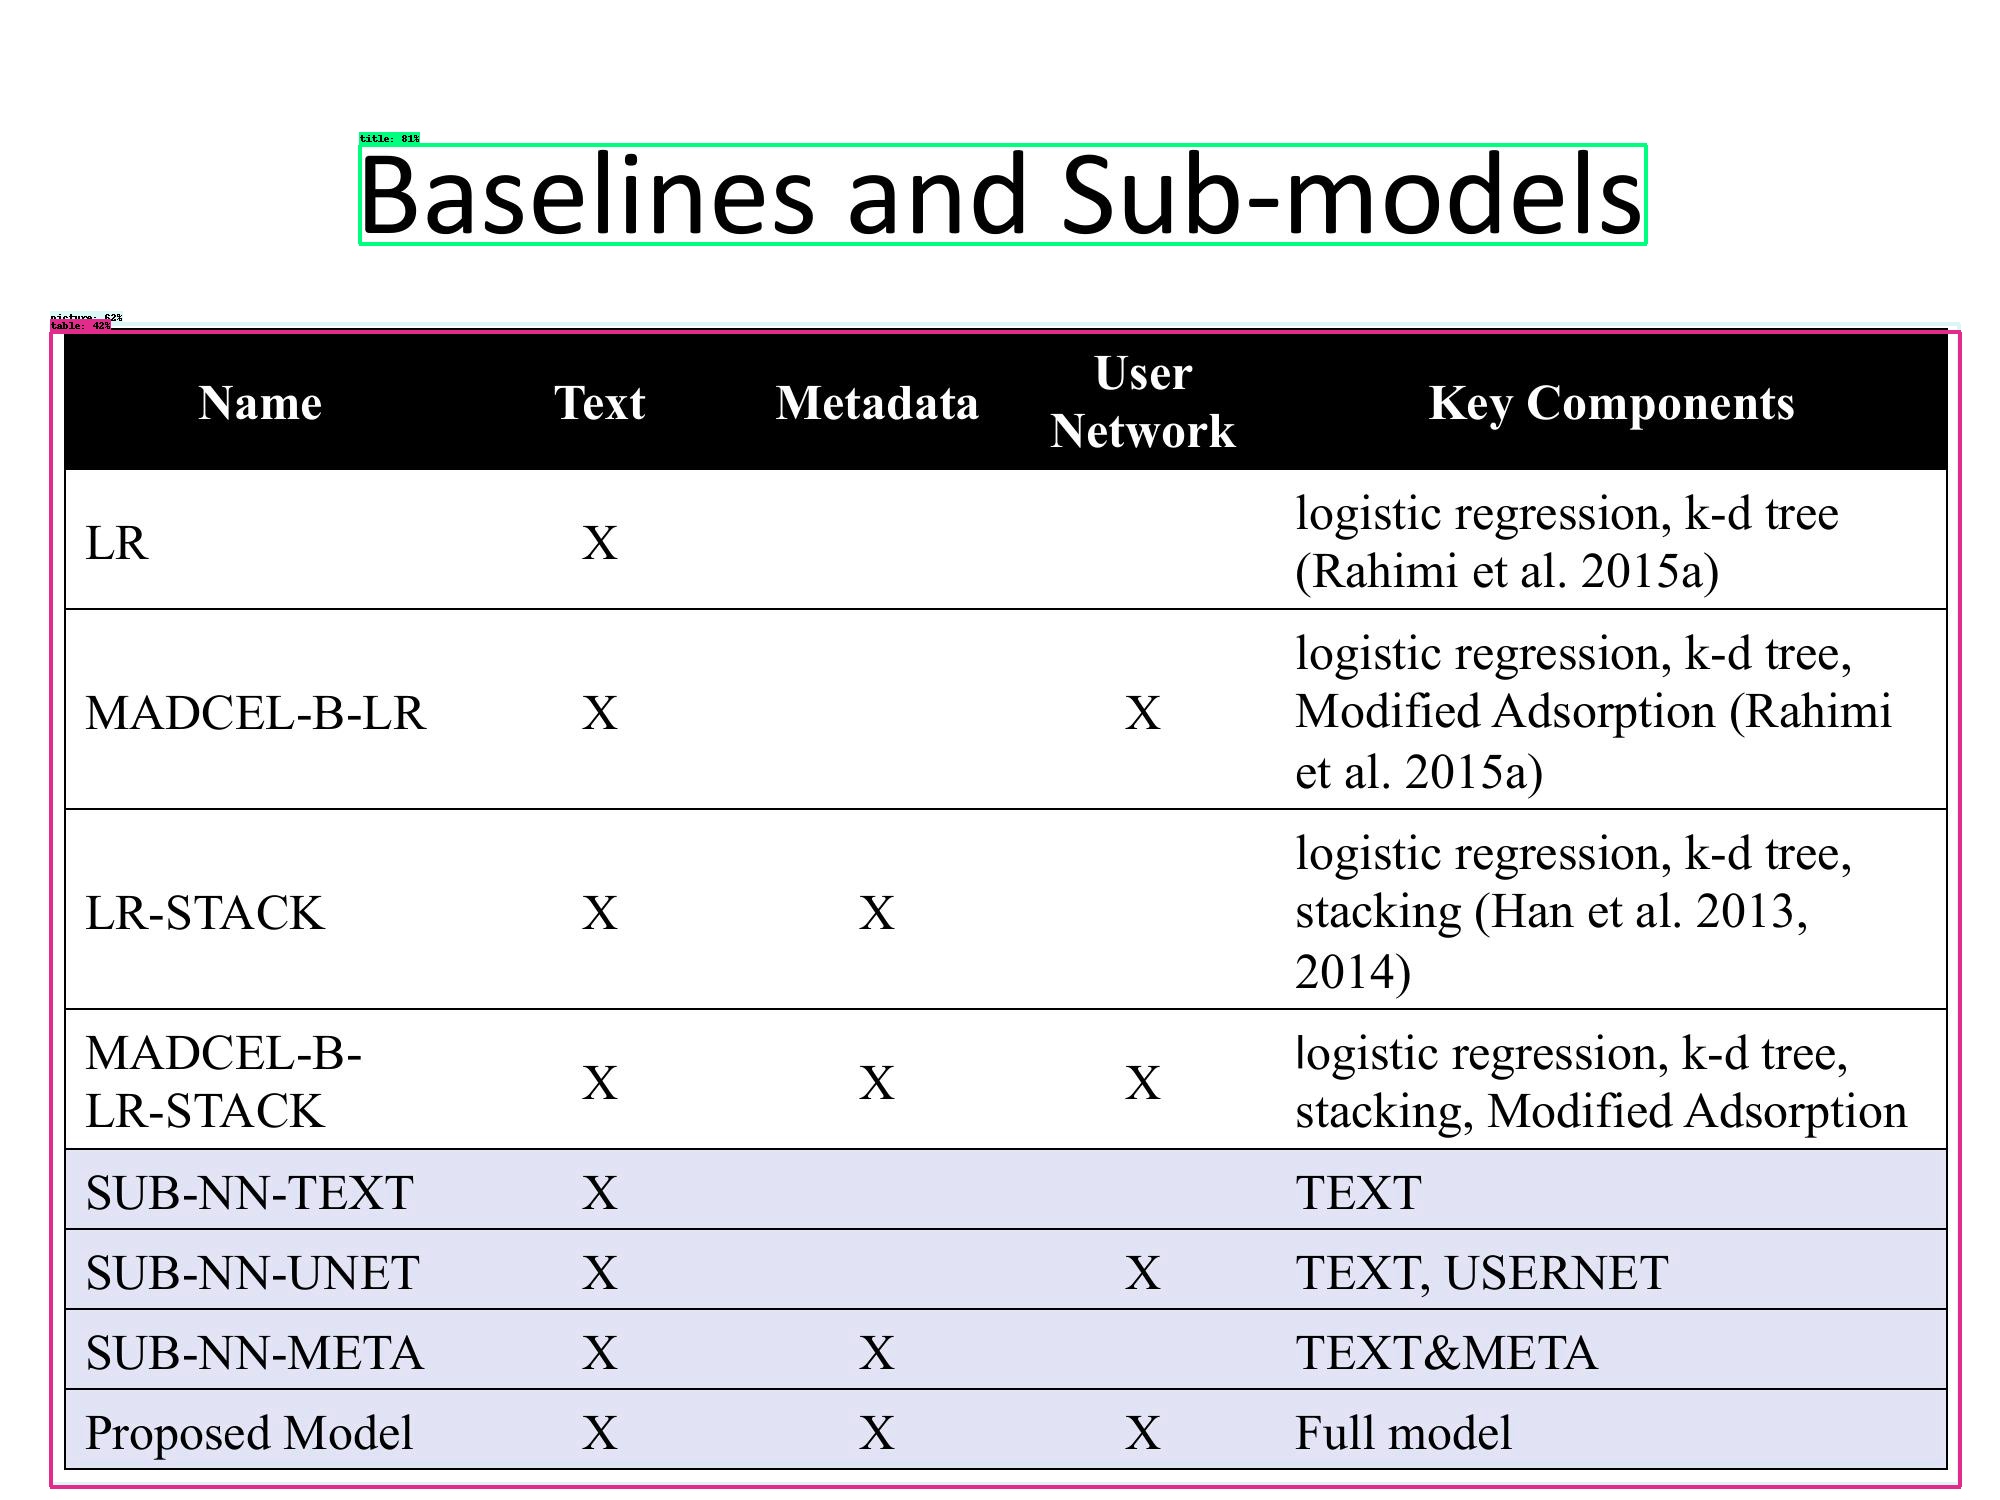 title: 81%
Baselines and Sub-models
picture: 62%
table: 42%
Name Text Metadata User Network Key Components
LR X logistic regression, k-d tree
(Rahimi et al. 2015a)
MADCEL-B-LR X X logistic regression, k-d tree,
Modified Adsorption (Rahimi
et al. 2015a)
LR-STACK X X logistic regression, k-d tree,
stacking (Han et al. 2013,
2014)
MADCEL-B-
LR-STACK X X X logistic regression, k-d tree,
stacking, Modified Adsorption
SUB-NN-TEXT X TEXT
SUB-NN-UNET X X TEXT, USERNET
SUB-NN-META X X TEXT&META
Proposed Model X X X Full model